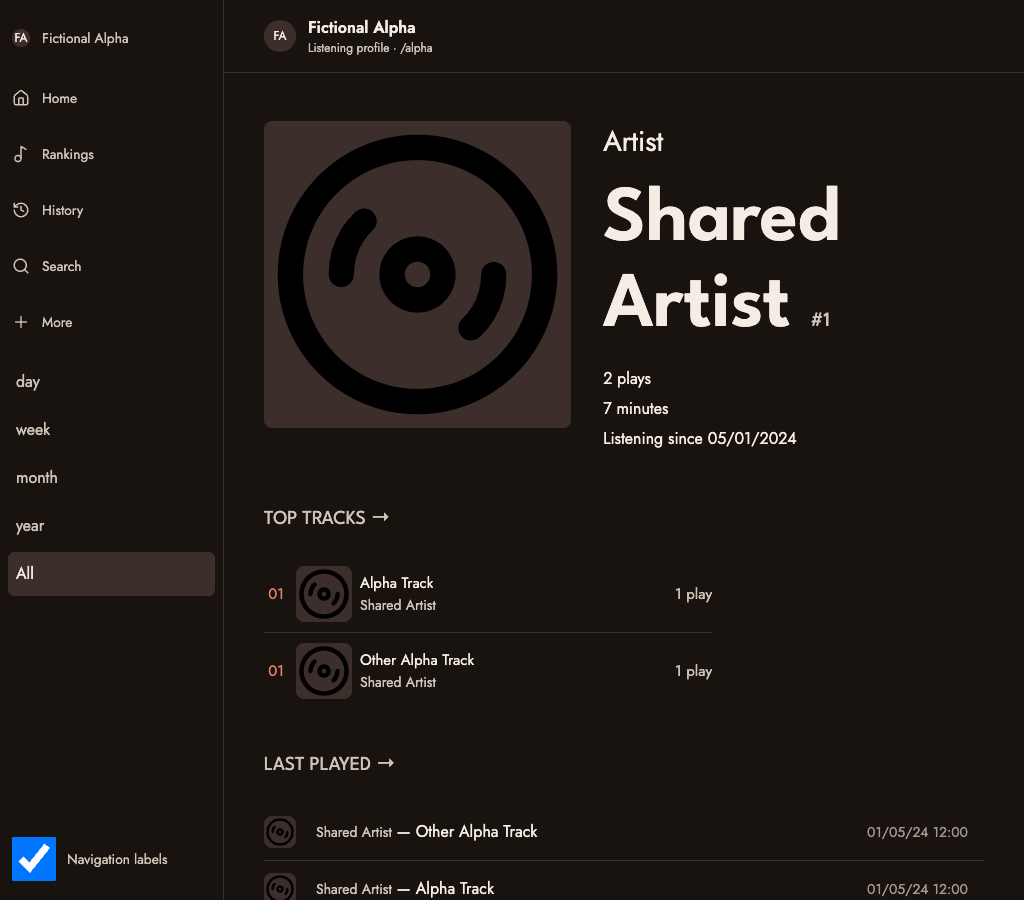 FA Fictional Alpha
Home
Rankings
History
Search
More
day
week
month
year
All
Navigation labels
FA
Fictional Alpha
Listening profile · /alpha
Artist
Shared
Artist #1
2 plays
7 minutes
Listening since 05/01/2024
TOP TRACKS →
01 Alpha Track
Shared Artist
1 play
01 Other Alpha Track
Shared Artist
1 play
LAST PLAYED →
Shared Artist — Other Alpha Track 01/05/24 12:00
Shared Artist — Alpha Track 01/05/24 12:00